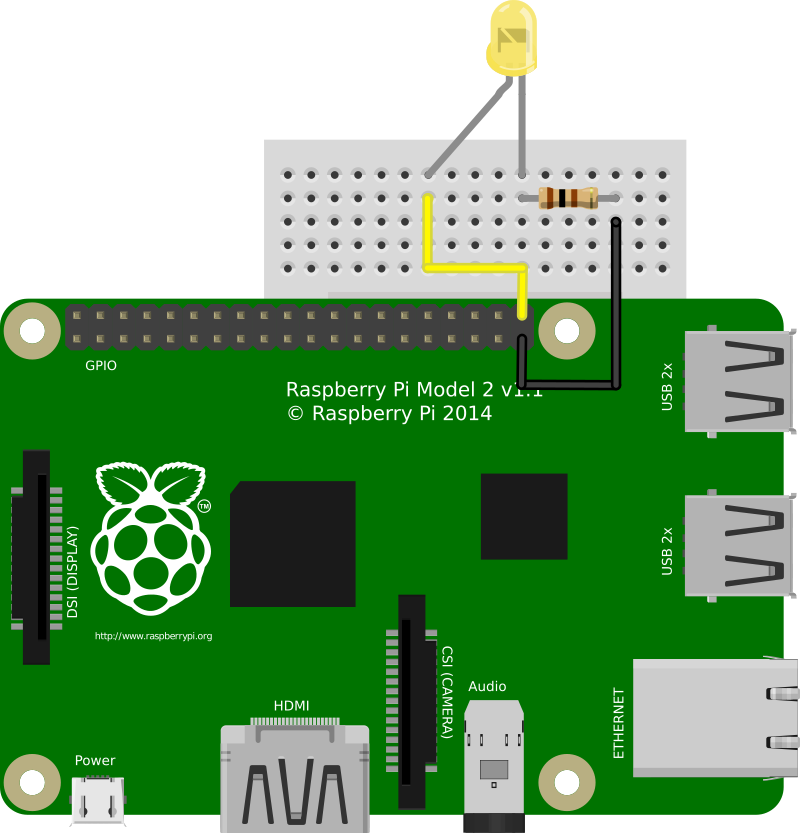 GPIO
Raspberry Pi Model 2 v1.1
© Raspberry Pi 2014
USB 2x
DSI (DISPLAY)
TM
USB 2x
http://www.raspberrypi.org
CSI (CAMERA)
Audio
ETHERNET
HDMI
Power